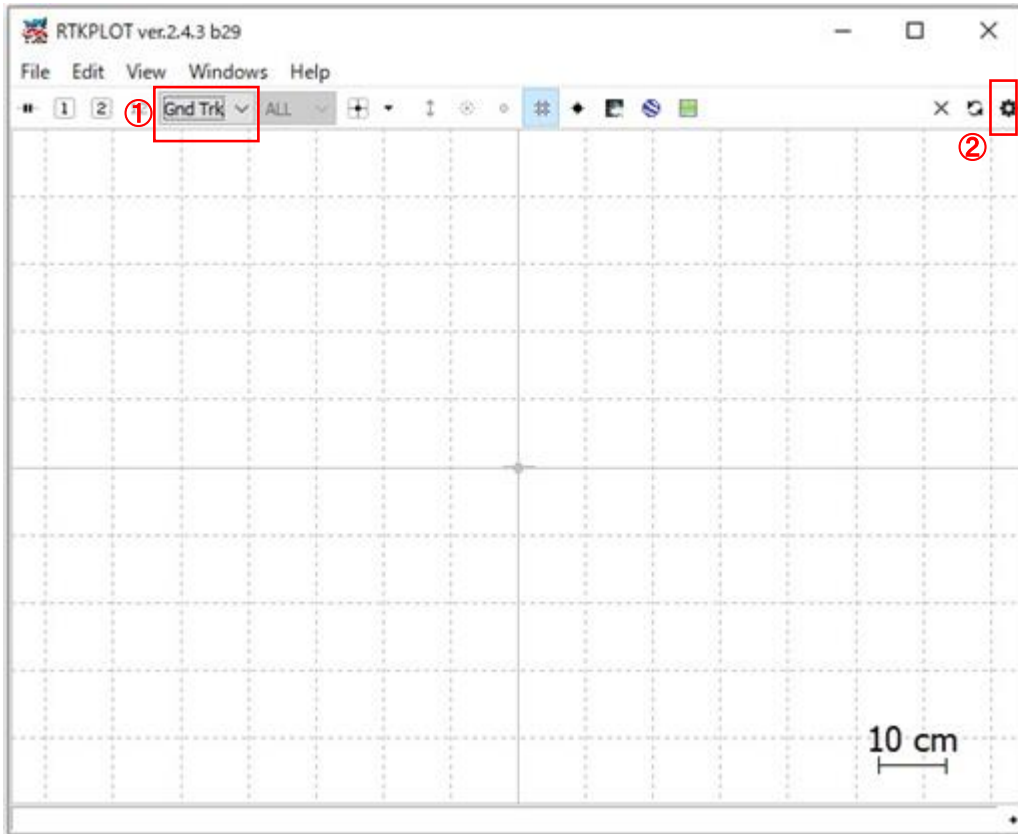 RTKPLOT ver.2.4.3 b29
File Edit View Windows Help
1 2 ① Gnd Trk ALL
②
10 cm